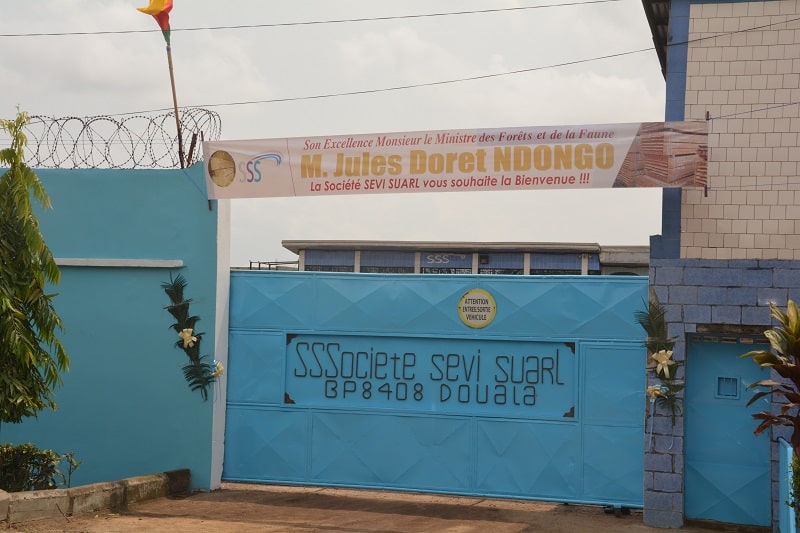 Son Excellence Monsieur le Ministre des Forêts et de la Faune
SSS
M. Jules Doret NDONGO
La Société SEVI SUARL vous souhaite la Bienvenue !!!
SSS
ATTENTION
ENTREE/SORTIE
VEHICULE
SSSociete sevi suarl
BP8408 Douala